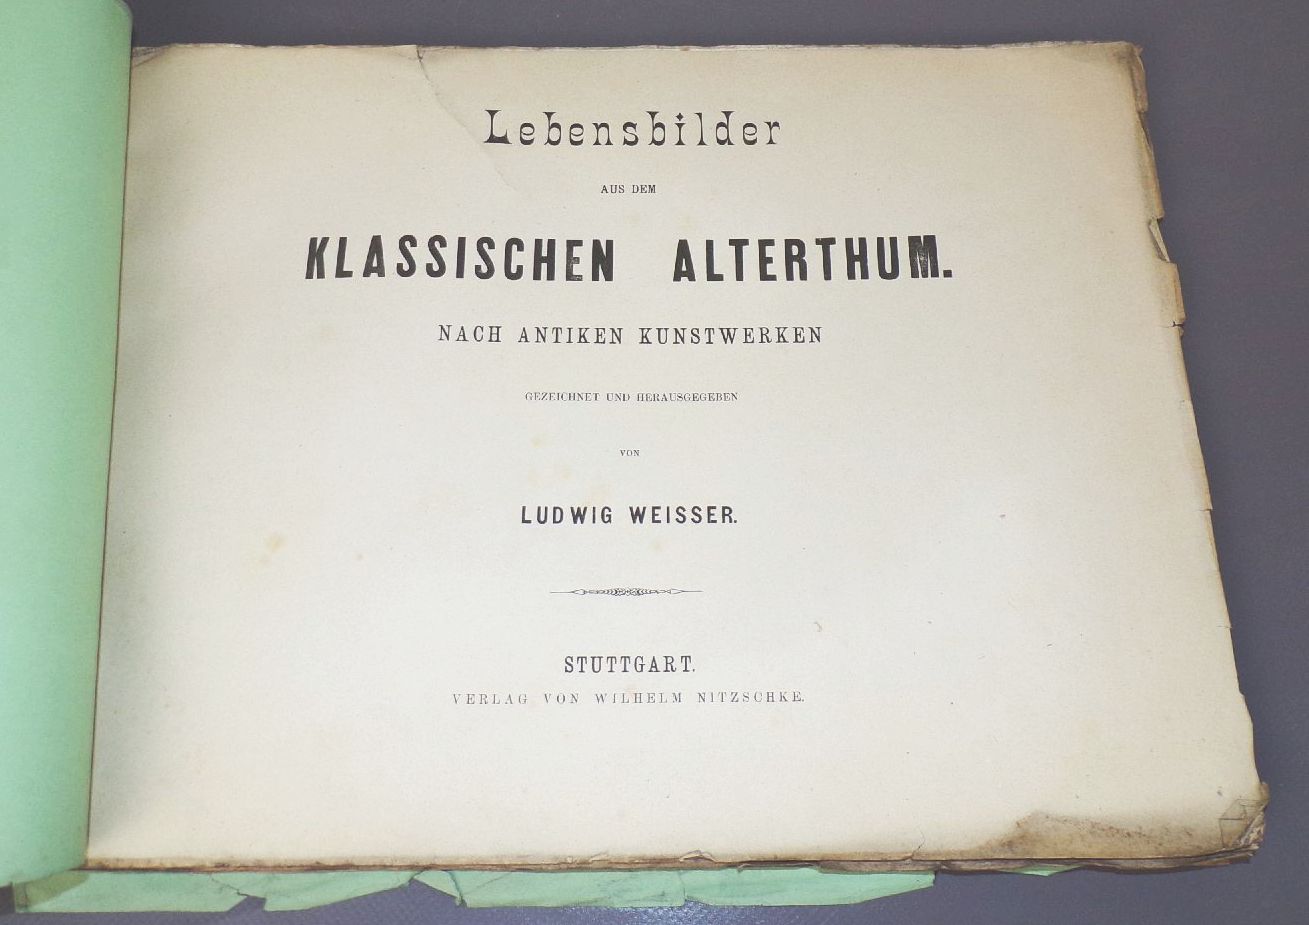 Lebensbilder
AUS DEM
KLASSISCHEN ALTERTHUM.
NACH ANTIKEN KUNSTWERKEN
GEZEICHNET UND HERAUSGEGEBEN
VON
LUDWIG WEISSER.
STUTTGART.
VERLAG VON WILHELM NITZSCHKE.